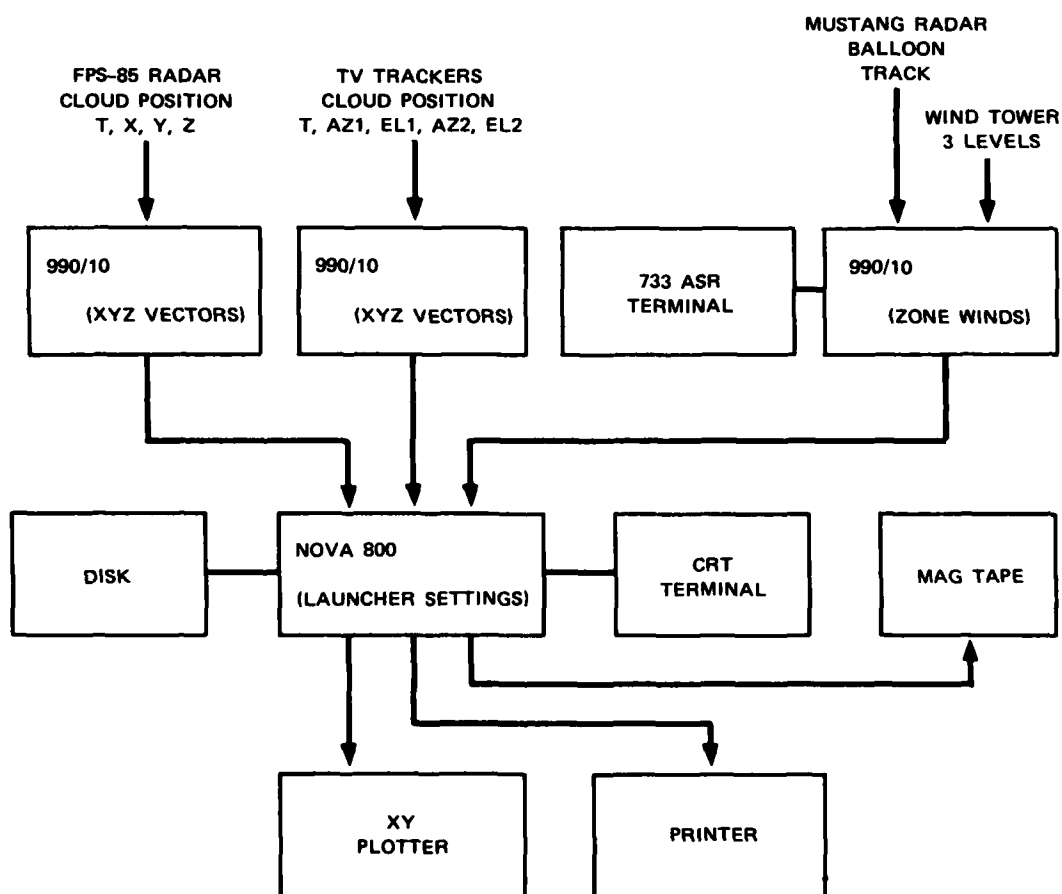 FPS-85 RADAR
CLOUD POSITION
T, X, Y, Z
TV TRACKERS
CLOUD POSITION
T, AZ1, EL1, AZ2, EL2
MUSTANG RADAR
BALLOON
TRACK
WIND TOWER
3 LEVELS
990/10
(XYZ VECTORS)
990/10
(XYZ VECTORS)
733 ASR
TERMINAL
990/10
(ZONE WINDS)
DISK
NOVA 800
(LAUNCHER SETTINGS)
CRT
TERMINAL
MAG TAPE
XY
PLOTTER
PRINTER